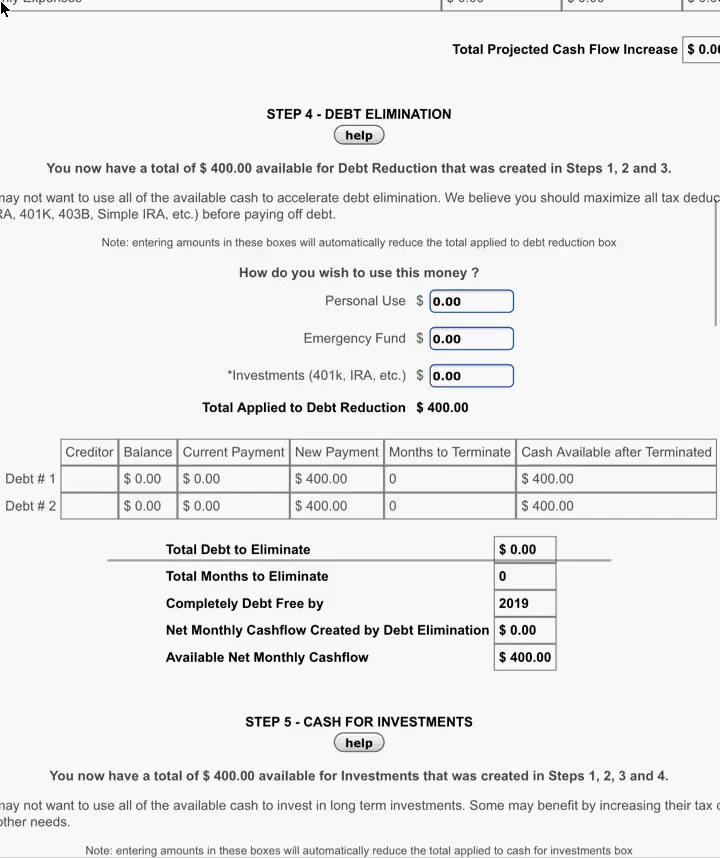 $ 0.00 $ 0.00
Total Projected Cash Flow Increase $ 0.0
STEP 4 - DEBT ELIMINATION
help
You now have a total of $ 400.00 available for Debt Reduction that was created in Steps 1, 2 and 3.
may not want to use all of the available cash to accelerate debt elimination. We believe you should maximize all tax deduc
RA, 401K, 403B, Simple IRA, etc.) before paying off debt.
Note: entering amounts in these boxes will automatically reduce the total applied to debt reduction box
How do you wish to use this money ?
Personal Use $ 0.00
Emergency Fund $ 0.00
*Investments (401k, IRA, etc.) $ 0.00
Total Applied to Debt Reduction $ 400.00
Creditor Balance Current Payment New Payment Months to Terminate Cash Available after Terminated
Debt # 1 $ 0.00 $ 0.00 $ 400.00 0 $ 400.00
Debt # 2 $ 0.00 $ 0.00 $ 400.00 0 $ 400.00
Total Debt to Eliminate $ 0.00
Total Months to Eliminate 0
Completely Debt Free by 2019
Net Monthly Cashflow Created by Debt Elimination $ 0.00
Available Net Monthly Cashflow $ 400.00
STEP 5 - CASH FOR INVESTMENTS
help
You now have a total of $ 400.00 available for Investments that was created in Steps 1, 2, 3 and 4.
may not want to use all of the available cash to invest in long term investments. Some may benefit by increasing their tax
other needs.
Note: entering amounts in these boxes will automatically reduce the total applied to cash for investments box